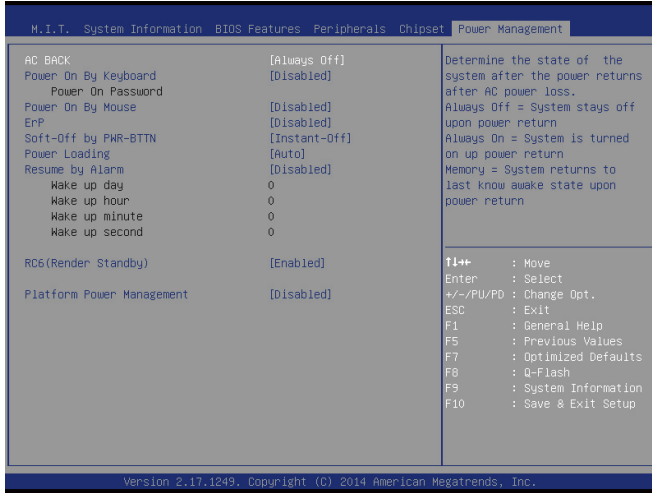 M.I.T. System Information BIOS Features Peripherals Chipset Power Management
AC BACK [Always Off]
Power On By Keyboard [Disabled]
Power On Password
Power On By Mouse [Disabled]
ErP [Disabled]
Soft-Off by PWR-BTTN [Instant-Off]
Power Loading [Auto]
Resume by Alarm [Disabled]
Wake up day 0
Wake up hour 0
Wake up minute 0
Wake up second 0
RC6(Render Standby) [Enabled]
Platform Power Management [Disabled]
Determine the state of the
system after the power returns
after AC power loss.
Always Off = System stays off
upon power return
Always On = System is turned
on up power return
Memory = System returns to
last know awake state upon
power return
↑↓→← : Move
Enter : Select
+/-/PU/PD : Change Opt.
ESC : Exit
F1 : General Help
F5 : Previous Values
F7 : Optimized Defaults
F8 : Q-Flash
F9 : System Information
F10 : Save & Exit Setup
Version 2.17.1249. Copyright (C) 2014 American Megatrends, Inc.